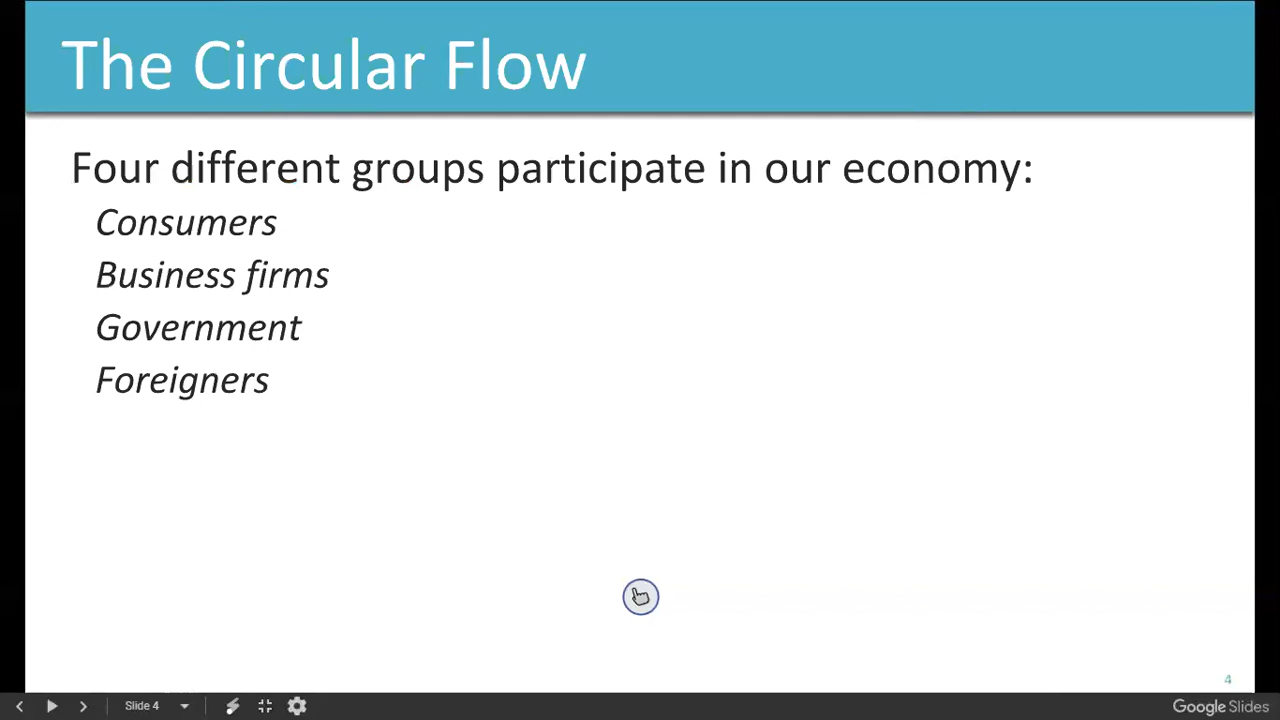 The Circular Flow
Four different groups participate in our economy:
Consumers
Business firms
Government
Foreigners
4
Slide 4
Google Slides